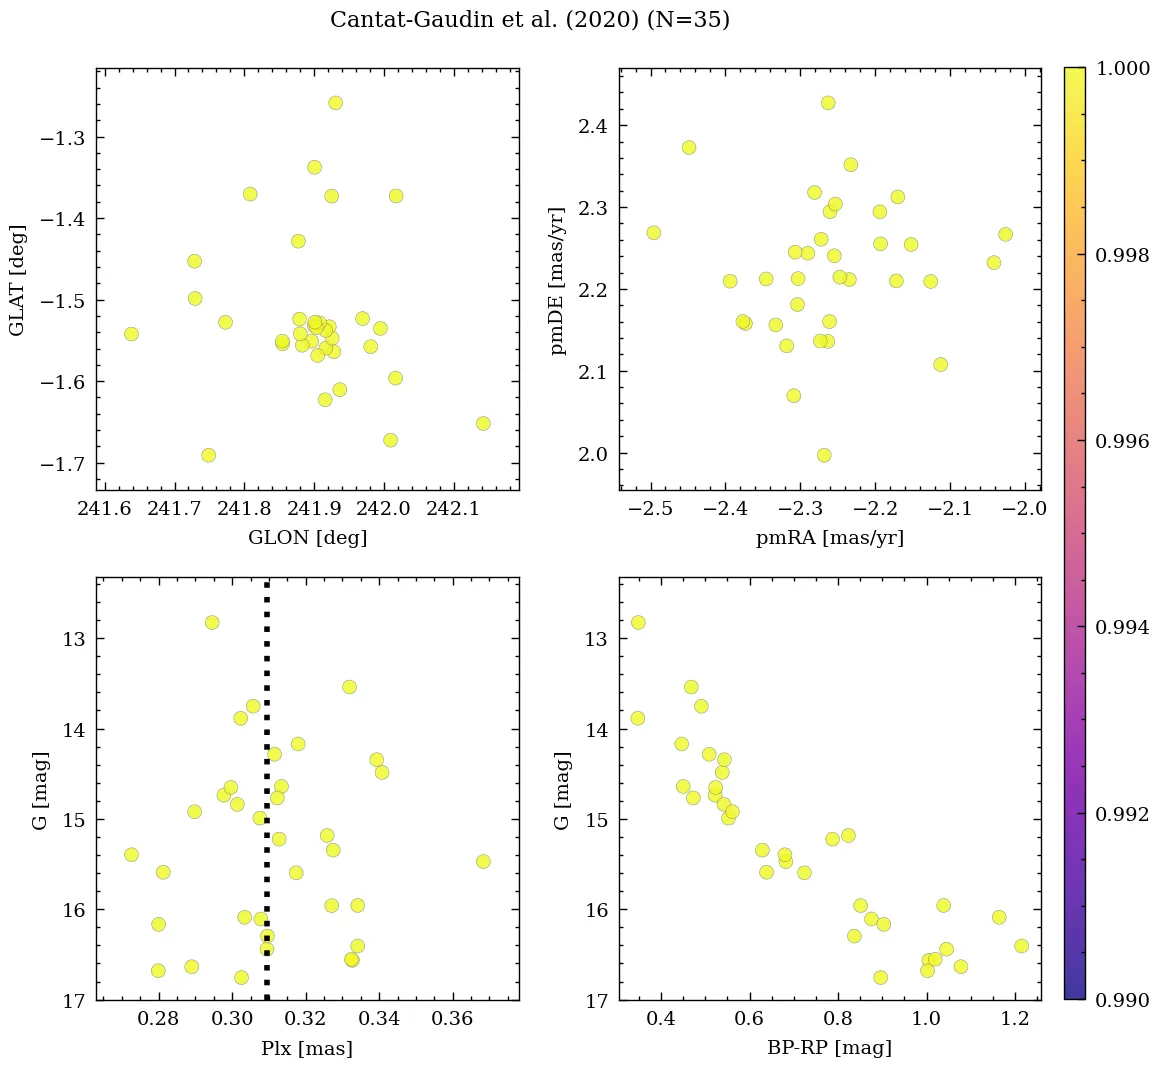 Cantat-Gaudin et al. (2020) (N=35)
−1.3
−1.4
−1.5
−1.6
−1.7
GLAT [deg]
241.6 241.7 241.8 241.9 242.0 242.1
GLON [deg]
2.4
2.3
2.2
2.1
2.0
pmDE [mas/yr]
−2.5 −2.4 −2.3 −2.2 −2.1 −2.0
pmRA [mas/yr]
13
14
15
16
17
G [mag]
0.28 0.30 0.32 0.34 0.36
Plx [mas]
13
14
15
16
17
G [mag]
0.4 0.6 0.8 1.0 1.2
BP-RP [mag]
1.000
0.998
0.996
0.994
0.992
0.990